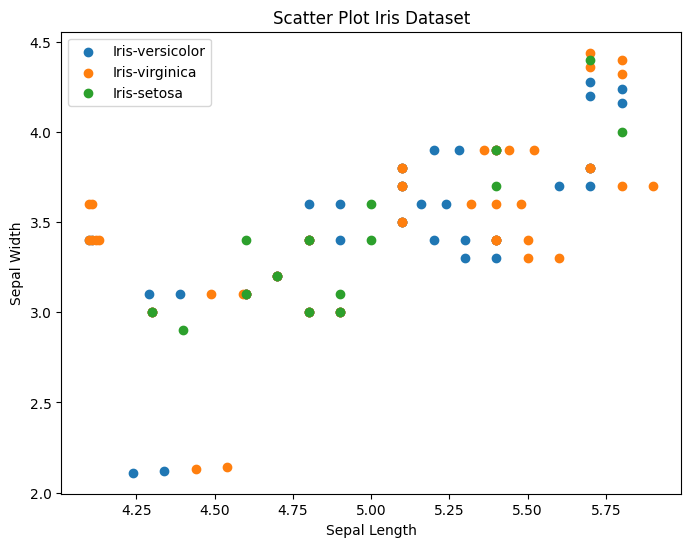 Scatter Plot Iris Dataset
Iris-versicolor
Iris-virginica
Iris-setosa
4.5
4.0
3.5
3.0
2.5
2.0
Sepal Width
4.25 4.50 4.75 5.00 5.25 5.50 5.75
Sepal Length